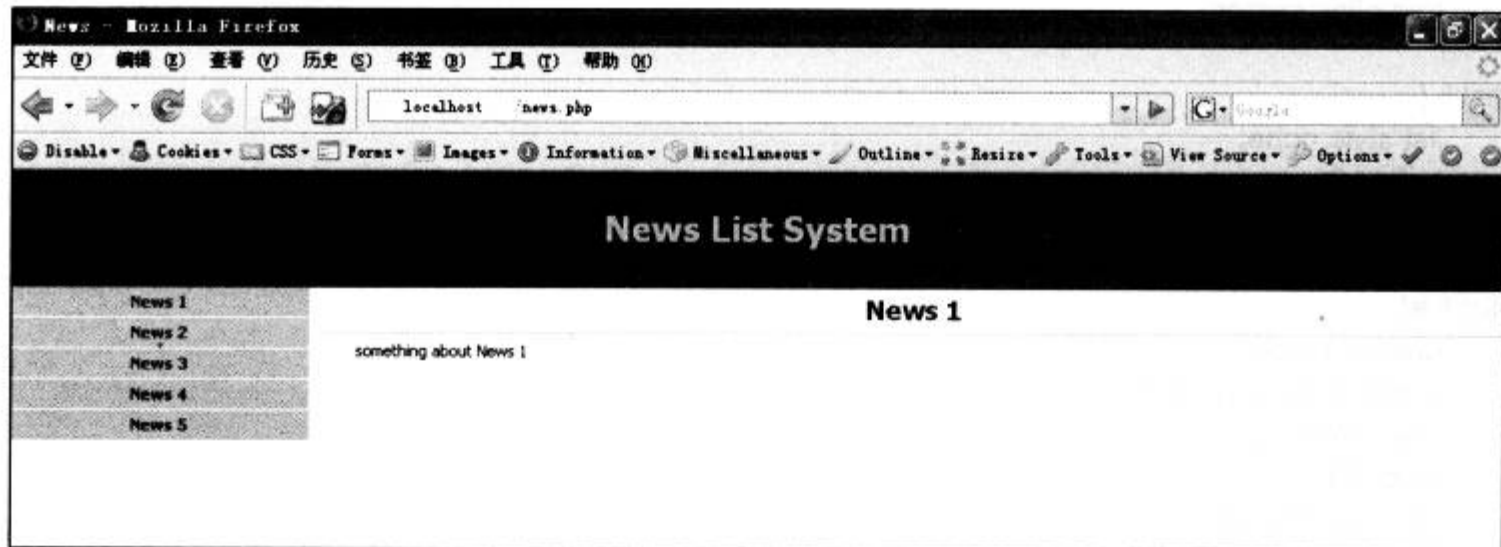 News - Mozilla Firefox
文件 (F) 编辑 (E) 查看 (V) 历史 (S) 书签 (B) 工具 (T) 帮助 (H)
localhost /news.php
G Google
Disable Cookies CSS Forms Images Information Miscellaneous Outline Resize Tools View Source Options
News List System
News 1
News 2
News 3
News 4
News 5
News 1
something about News 1